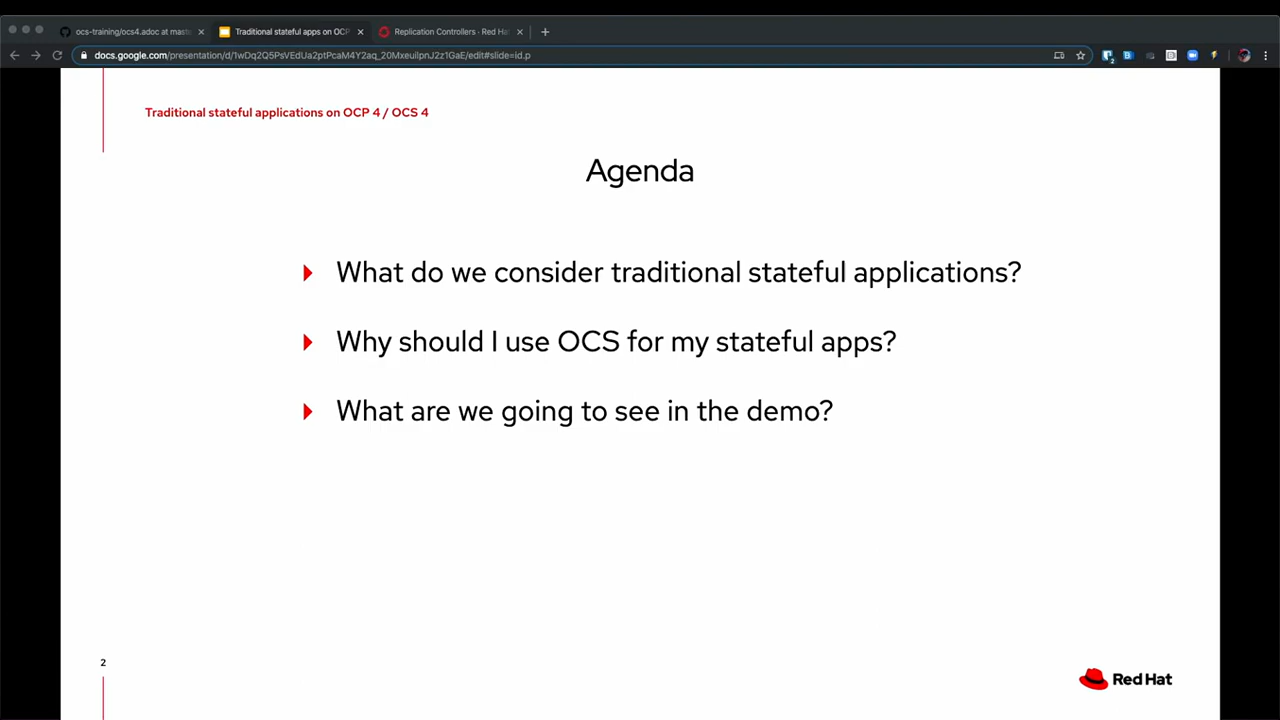 ocs-training/ocs4.adoc at mast
Traditional stateful apps on OCP
Replication Controllers - Red Ha
docs.google.com/presentation/d/1wDq2Q5PsVEdUa2ptPcaM4Y2aq_20MxeuilpnJ2z1GaE/edit#slide=id.p
Traditional stateful applications on OCP 4 / OCS 4
Agenda
What do we consider traditional stateful applications?
Why should I use OCS for my stateful apps?
What are we going to see in the demo?
2
Red Hat